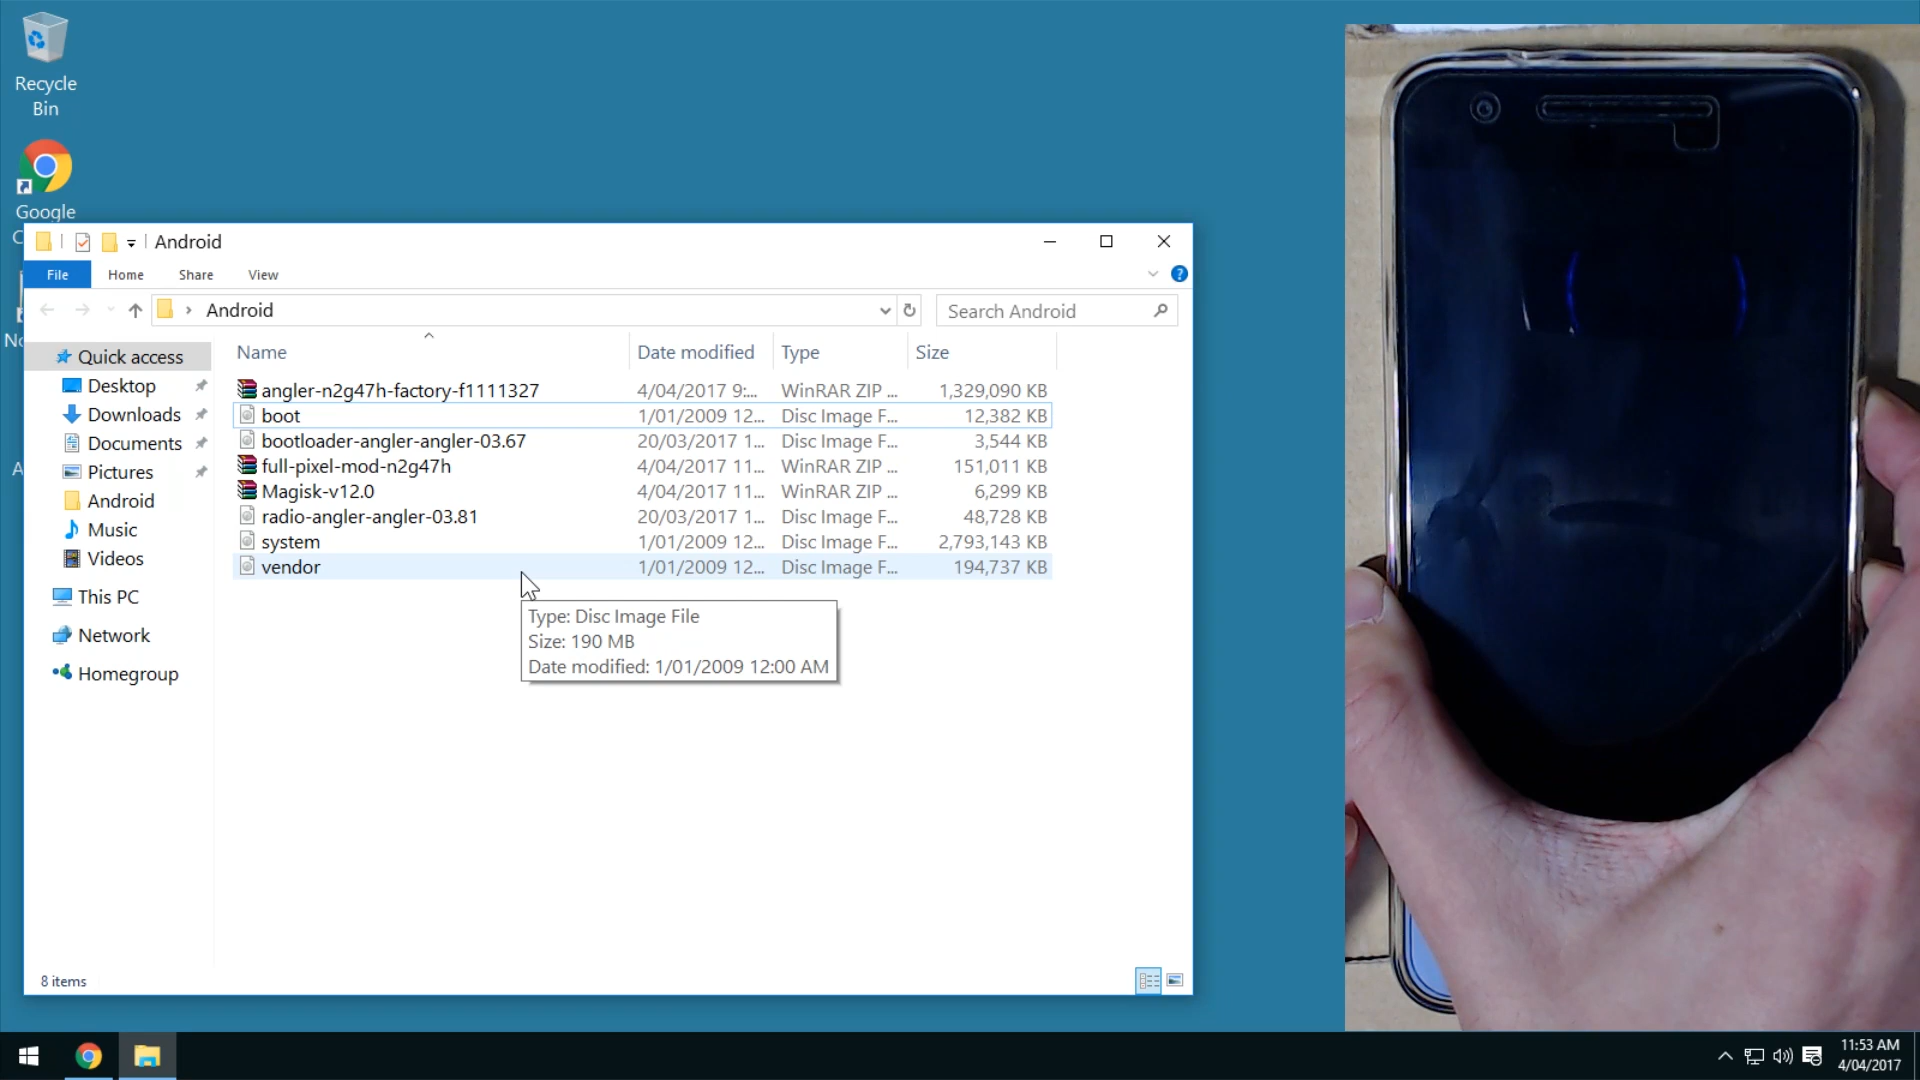 Recycle
Bin
Google
Android
File
Home
Share
View
Android
Search Android
Name
Date modified
Type
Size
Quick access
Desktop
Downloads
Documents
Pictures
Android
Music
Videos
This PC
Network
Homegroup
angler-n2g47h-factory-f1111327 4/04/2017 9:... WinRAR ZIP ... 1,329,090 KB
boot 1/01/2009 12... Disc Image F... 12,382 KB
bootloader-angler-angler-03.67 20/03/2017 1... Disc Image F... 3,544 KB
full-pixel-mod-n2g47h 4/04/2017 11... WinRAR ZIP ... 151,011 KB
Magisk-v12.0 4/04/2017 11... WinRAR ZIP ... 6,299 KB
radio-angler-angler-03.81 20/03/2017 1... Disc Image F... 48,728 KB
system 1/01/2009 12... Disc Image F... 2,793,143 KB
vendor 1/01/2009 12... Disc Image F... 194,737 KB
Type: Disc Image File
Size: 190 MB
Date modified: 1/01/2009 12:00 AM
8 items
11:53 AM
4/04/2017